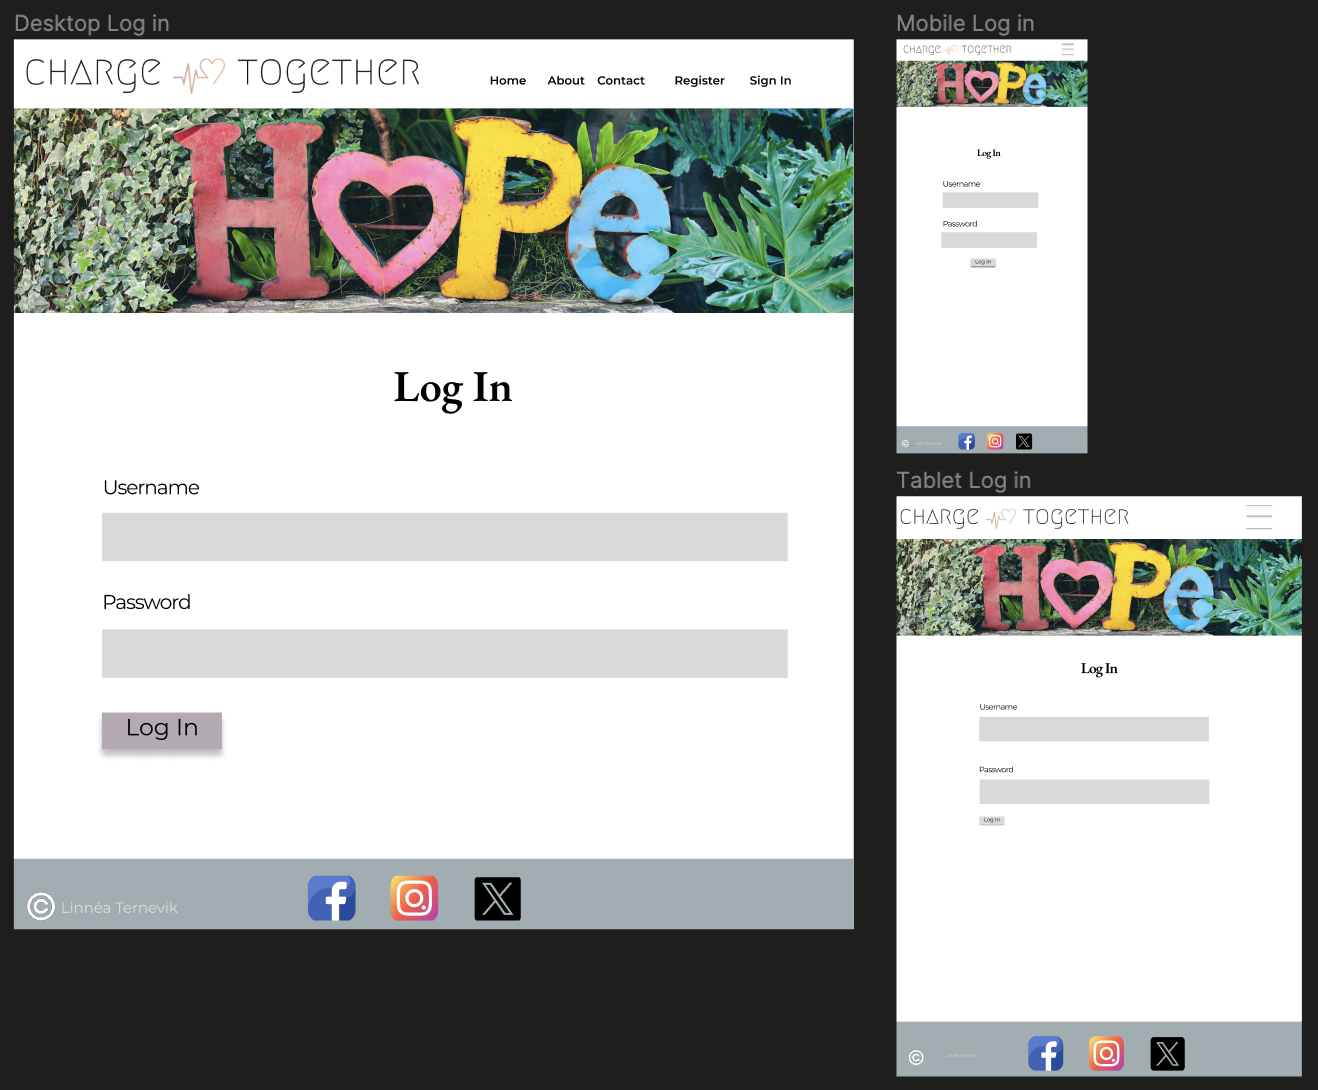 Desktop Log in
CHARGE TOGETHER
Home About Contact Register Sign In
HOPe
Log In
Username
Password
Log In
© Linnéa Ternevik
Mobile Log in
CHARGE TOGETHER
HOPe
Log In
Username
Password
Log In
©
Tablet Log in
CHARGE TOGETHER
HOPe
Log In
Username
Password
Log In
©